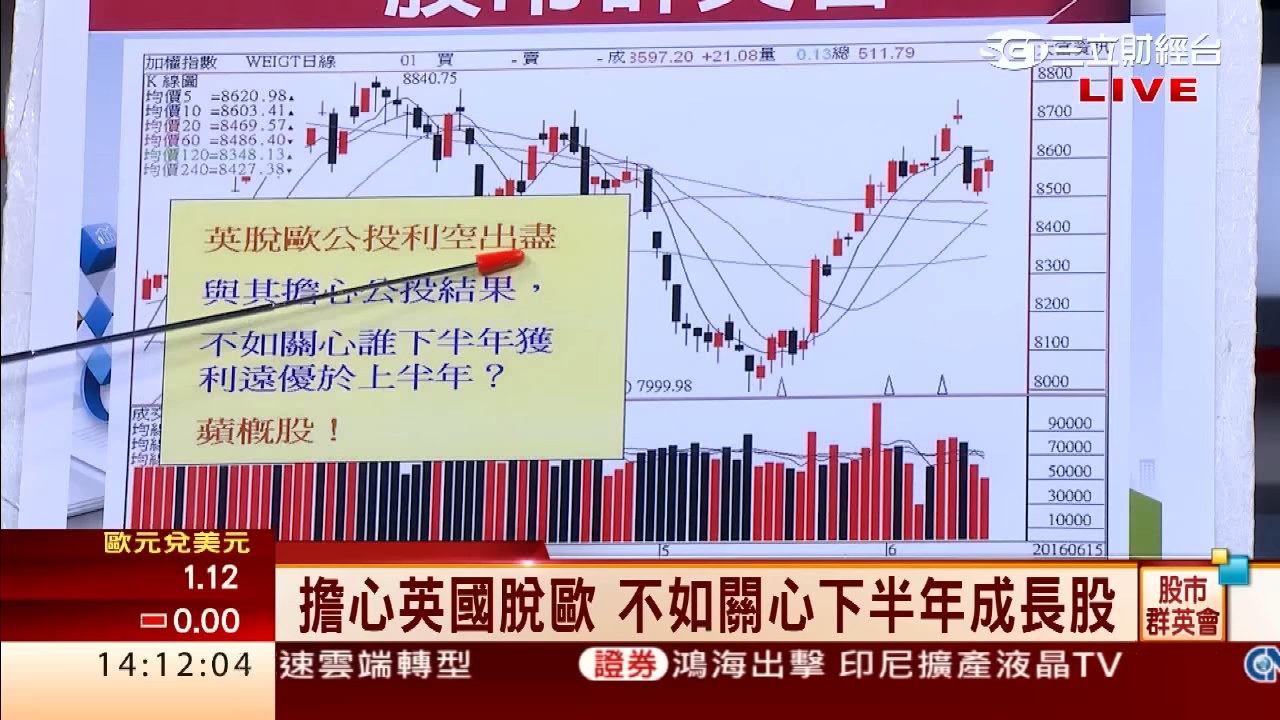 加權指數 WEIGT日線 01 買 - 賣 - 成 8597.20 +21.08 量 0.13 總 511.79
三立財經台
LIVE
K 線圖
8840.75
均價5 =8620.98
均價10 =8603.41
均價20 =8469.57
均價60 =8486.40
均價120=8348.13
均價240=8427.38
8800
8700
8600
8500
8400
8300
8200
8100
8000
英脫歐公投利空出盡
與其擔心公投結果，
不如關心誰下半年獲
利遠優於上半年？
蘋概股！
7999.98
90000
70000
50000
30000
10000
5
6
20160615
歐元兌美元
1.12
0.00
擔心英國脫歐 不如關心下半年成長股
股市
群英會
14:12:04
速雲端轉型 證券 鴻海出擊 印尼擴產液晶TV